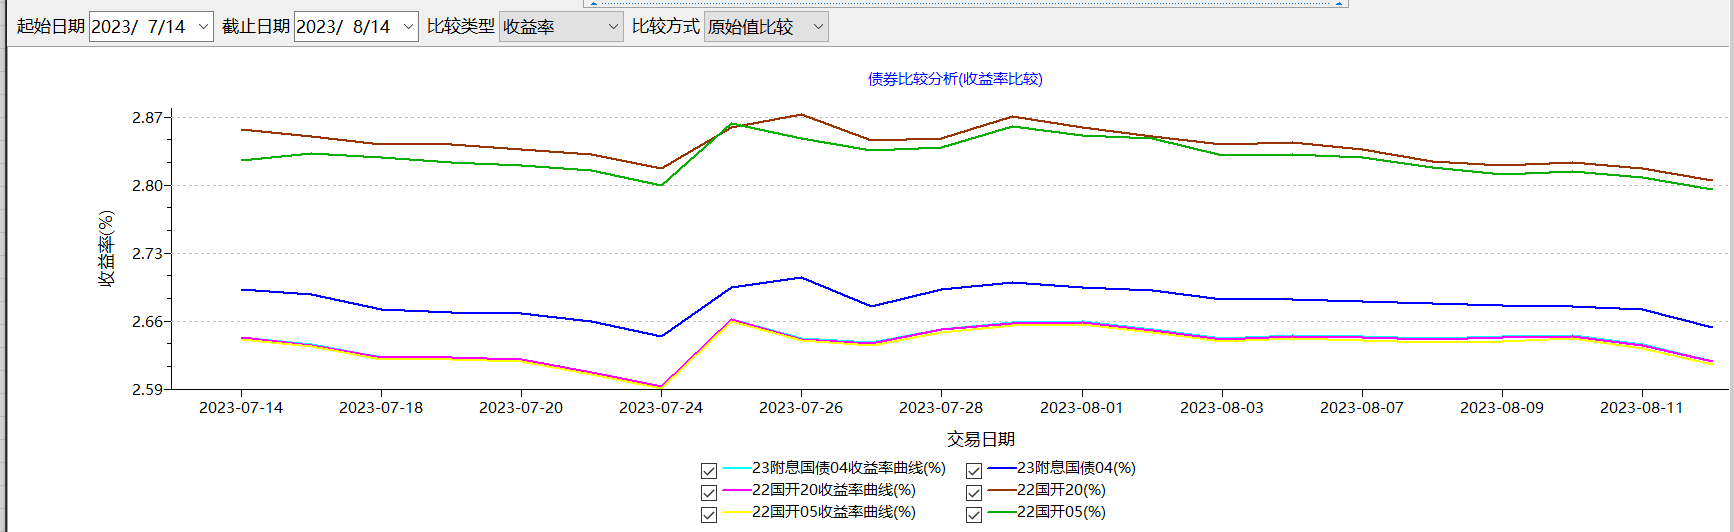 起始日期 2023/ 7/14 截止日期 2023/ 8/14 比较类型 收益率 比较方式 原始值比较
债券比较分析(收益率比较)
2.87
2.80
2.73
2.66
2.59
收益率(%)
2023-07-14 2023-07-18 2023-07-20 2023-07-24 2023-07-26 2023-07-28 2023-08-01 2023-08-03 2023-08-07 2023-08-09 2023-08-11
交易日期
23附息国债04收益率曲线(%) 23附息国债04(%)
22国开20收益率曲线(%) 22国开20(%)
22国开05收益率曲线(%) 22国开05(%)